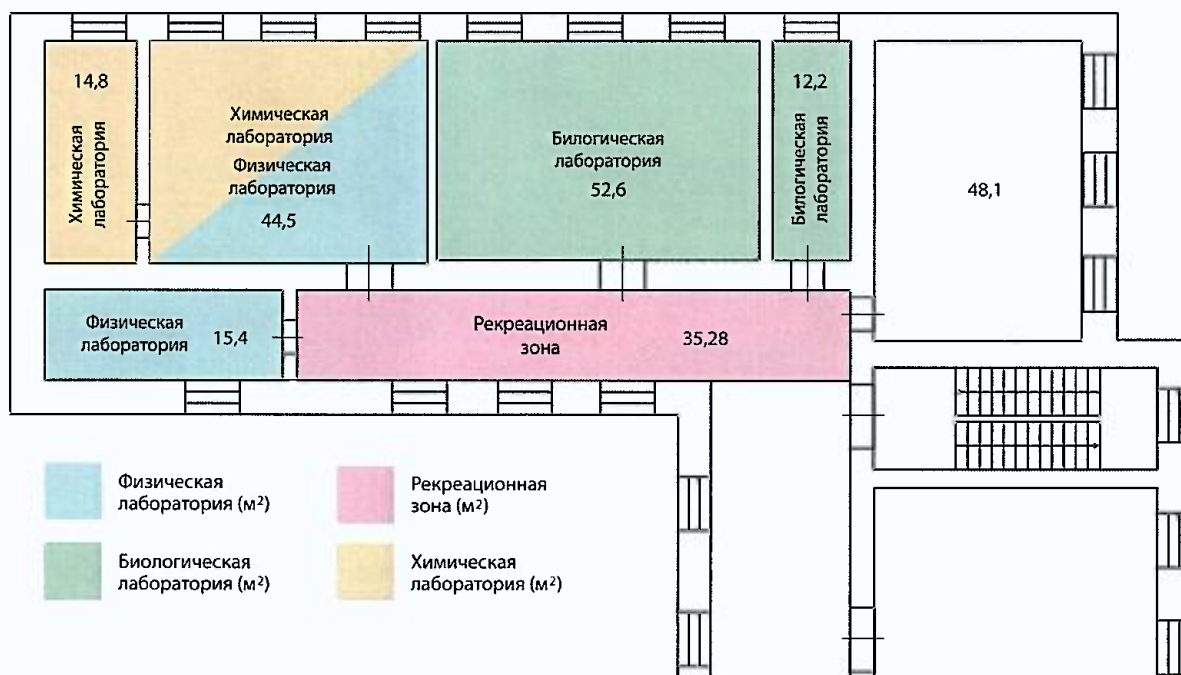 14,8
Химическая
лаборатория
Химическая
лаборатория
Физическая
лаборатория
44,5
Билогическая
лаборатория
52,6
12,2
Билогическая
лаборатория
48,1
Физическая
лаборатория
15,4
Рекреационная
зона
35,28
Физическая
лаборатория (м²)
Рекреационная
зона (м²)
Биологическая
лаборатория (м²)
Химическая
лаборатория (м²)